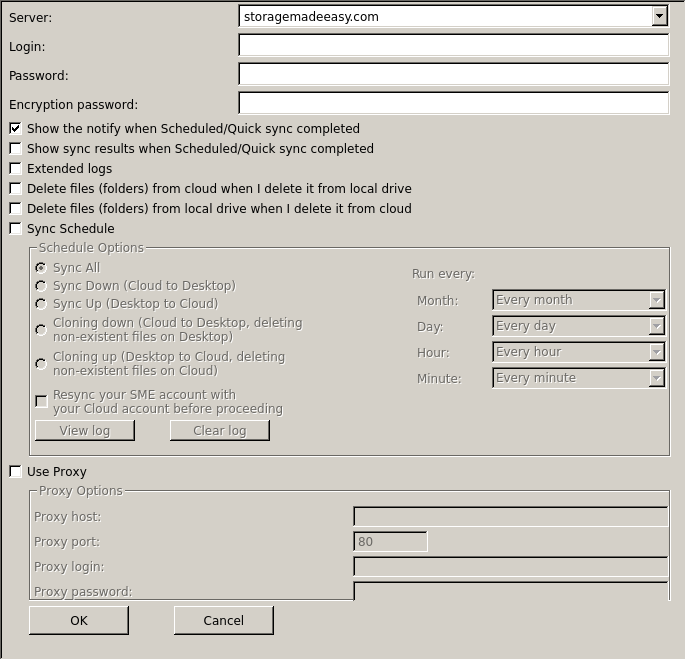 Server: storagemadeeasy.com
Login:
Password:
Encryption password:
Show the notify when Scheduled/Quick sync completed
Show sync results when Scheduled/Quick sync completed
Extended logs
Delete files (folders) from cloud when I delete it from local drive
Delete files (folders) from local drive when I delete it from cloud
Sync Schedule
Schedule Options
Sync All
Sync Down (Cloud to Desktop)
Sync Up (Desktop to Cloud)
Cloning down (Cloud to Desktop, deleting
non-existent files on Desktop)
Cloning up (Desktop to Cloud, deleting
non-existent files on Cloud)
Resync your SME account with
your Cloud account before proceeding
View log Clear log
Run every:
Month: Every month
Day: Every day
Hour: Every hour
Minute: Every minute
Use Proxy
Proxy Options
Proxy host:
Proxy port: 80
Proxy login:
Proxy password:
OK Cancel